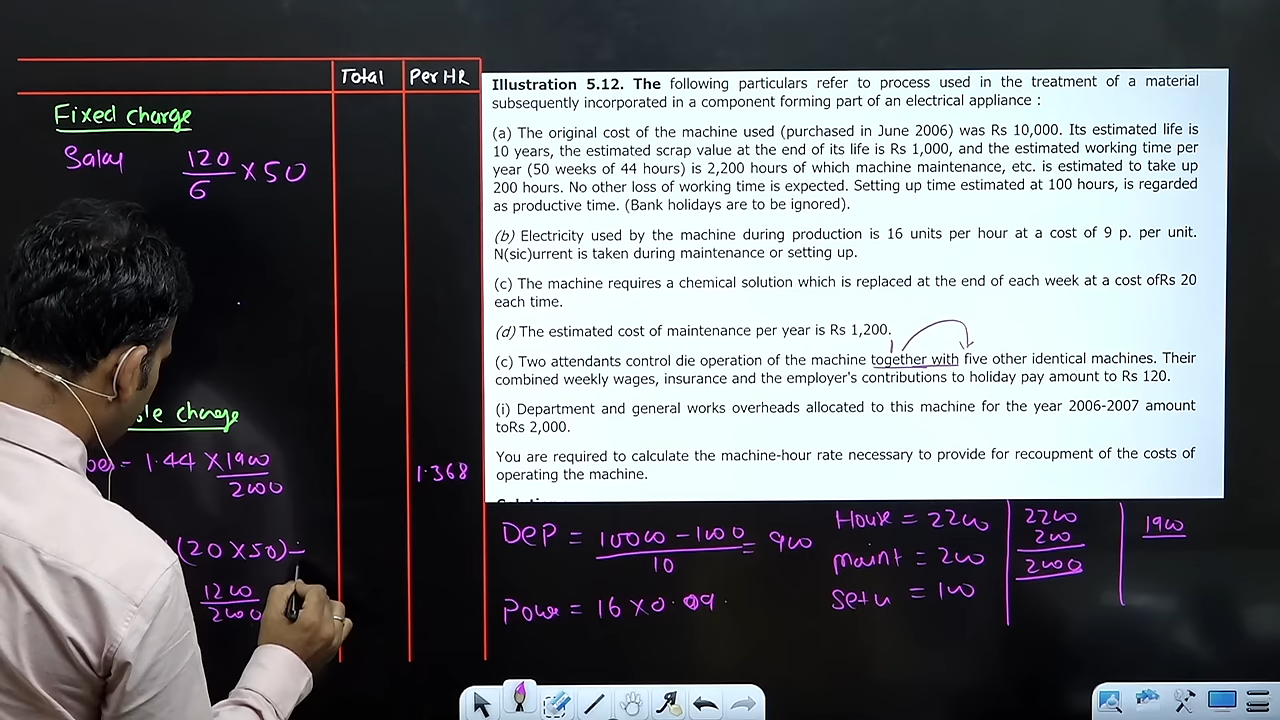 Total Per HR
Fixed charge
Salay 120/6 × 50
ble charge
= 1.44 × 1900/2000 1.368
(20 × 50) =
1200/2000
Illustration 5.12. The following particulars refer to process used in the treatment of a material
subsequently incorporated in a component forming part of an electrical appliance :
(a) The original cost of the machine used (purchased in June 2006) was Rs 10,000. Its estimated life is
10 years, the estimated scrap value at the end of its life is Rs 1,000, and the estimated working time per
year (50 weeks of 44 hours) is 2,200 hours of which machine maintenance, etc. is estimated to take up
200 hours. No other loss of working time is expected. Setting up time estimated at 100 hours, is regarded
as productive time. (Bank holidays are to be ignored).
(b) Electricity used by the machine during production is 16 units per hour at a cost of 9 p. per unit.
N(sic)urrent is taken during maintenance or setting up.
(c) The machine requires a chemical solution which is replaced at the end of each week at a cost ofRs 20
each time.
(d) The estimated cost of maintenance per year is Rs 1,200.
(c) Two attendants control die operation of the machine together with five other identical machines. Their
combined weekly wages, insurance and the employer's contributions to holiday pay amount to Rs 120.
(i) Department and general works overheads allocated to this machine for the year 2006-2007 amount
toRs 2,000.
You are required to calculate the machine-hour rate necessary to provide for recoupment of the costs of
operating the machine.
DEP = 10000 - 1000/10 = 900
Powe = 16 × 0.09
House = 2200
maint = 200
setu = 100
2200
200
2000
1900